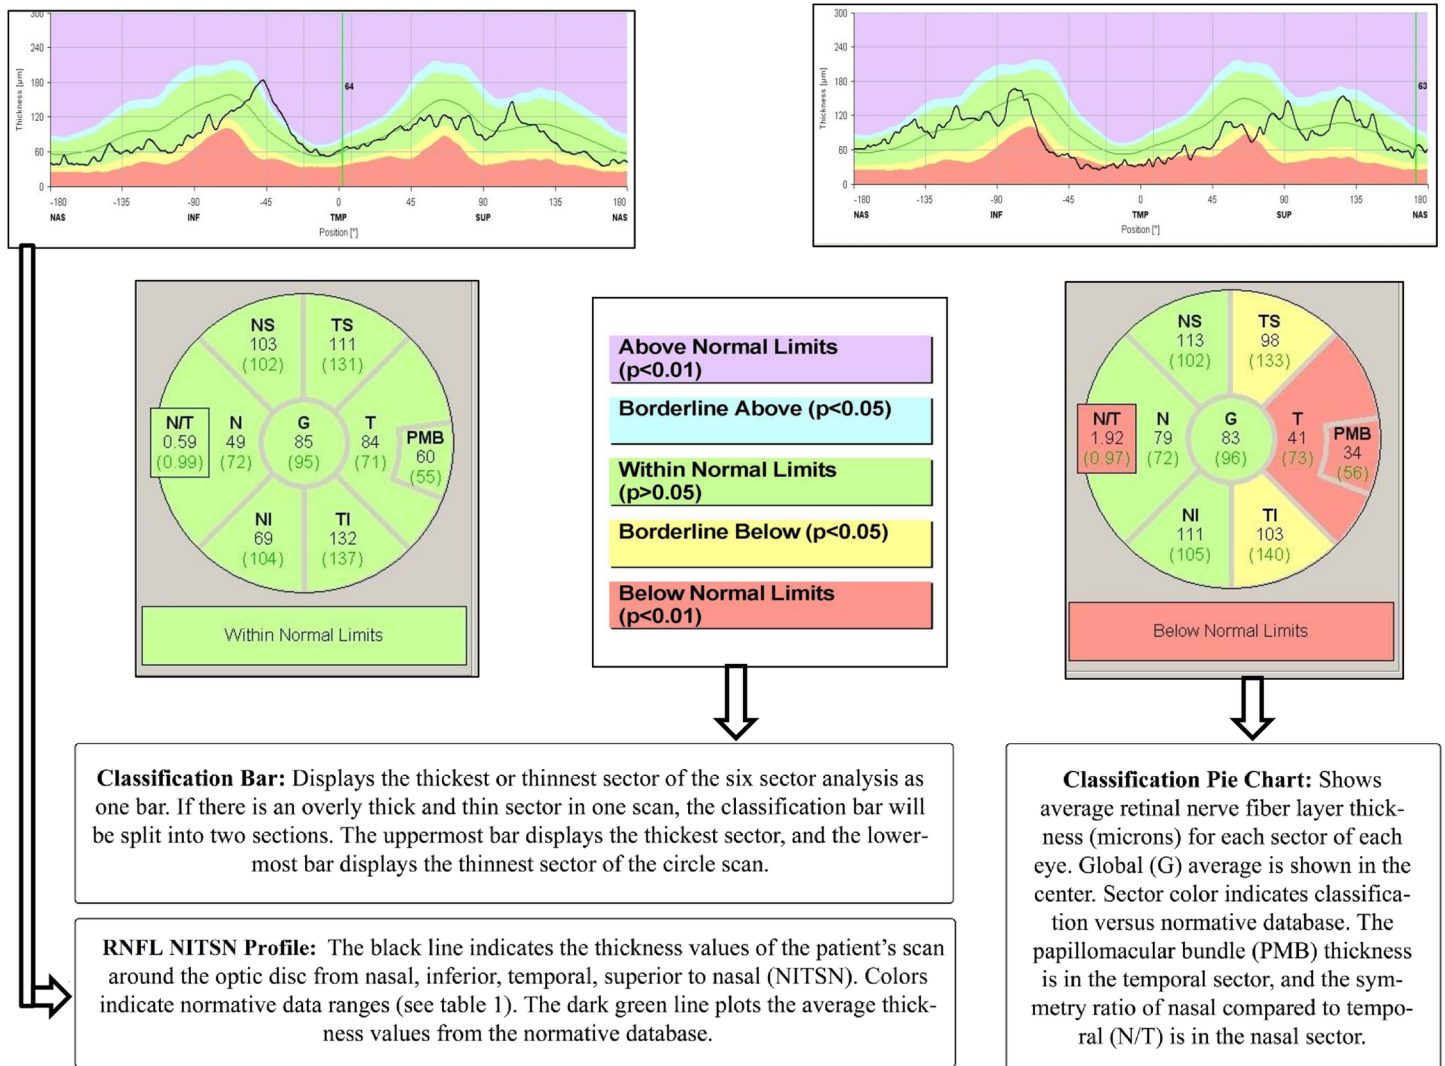 300
240
180
120
60
0
Thickness [µm]
64
-180
-135
-90
-45
0
45
90
135
180
NAS
INF
TMP
SUP
NAS
Position [°]
300
240
180
120
60
0
Thickness [µm]
63
-180
-135
-90
-45
0
45
90
135
180
NAS
INF
TMP
SUP
NAS
Position [°]
NS
103
(102)
TS
111
(131)
N/T
0.59
(0.99)
N
49
(72)
G
85
(95)
T
84
(71)
PMB
60
(55)
NI
69
(104)
TI
132
(137)
Within Normal Limits
Above Normal Limits
(p<0.01)
Borderline Above (p<0.05)
Within Normal Limits
(p>0.05)
Borderline Below (p<0.05)
Below Normal Limits
(p<0.01)
NS
113
(102)
TS
98
(133)
N/T
1.92
(0.97)
N
79
(72)
G
83
(96)
T
41
(73)
PMB
34
(56)
NI
111
(105)
TI
103
(140)
Below Normal Limits
Classification Bar: Displays the thickest or thinnest sector of the six sector analysis as
one bar. If there is an overly thick and thin sector in one scan, the classification bar will
be split into two sections. The uppermost bar displays the thickest sector, and the lower-
most bar displays the thinnest sector of the circle scan.
RNFL NITSN Profile: The black line indicates the thickness values of the patient's scan
around the optic disc from nasal, inferior, temporal, superior to nasal (NITSN). Colors
indicate normative data ranges (see table 1). The dark green line plots the average thick-
ness values from the normative database.
Classification Pie Chart: Shows
average retinal nerve fiber layer thick-
ness (microns) for each sector of each
eye. Global (G) average is shown in the
center. Sector color indicates classifica-
tion versus normative database. The
papillomacular bundle (PMB) thickness
is in the temporal sector, and the sym-
metry ratio of nasal compared to tempo-
ral (N/T) is in the nasal sector.